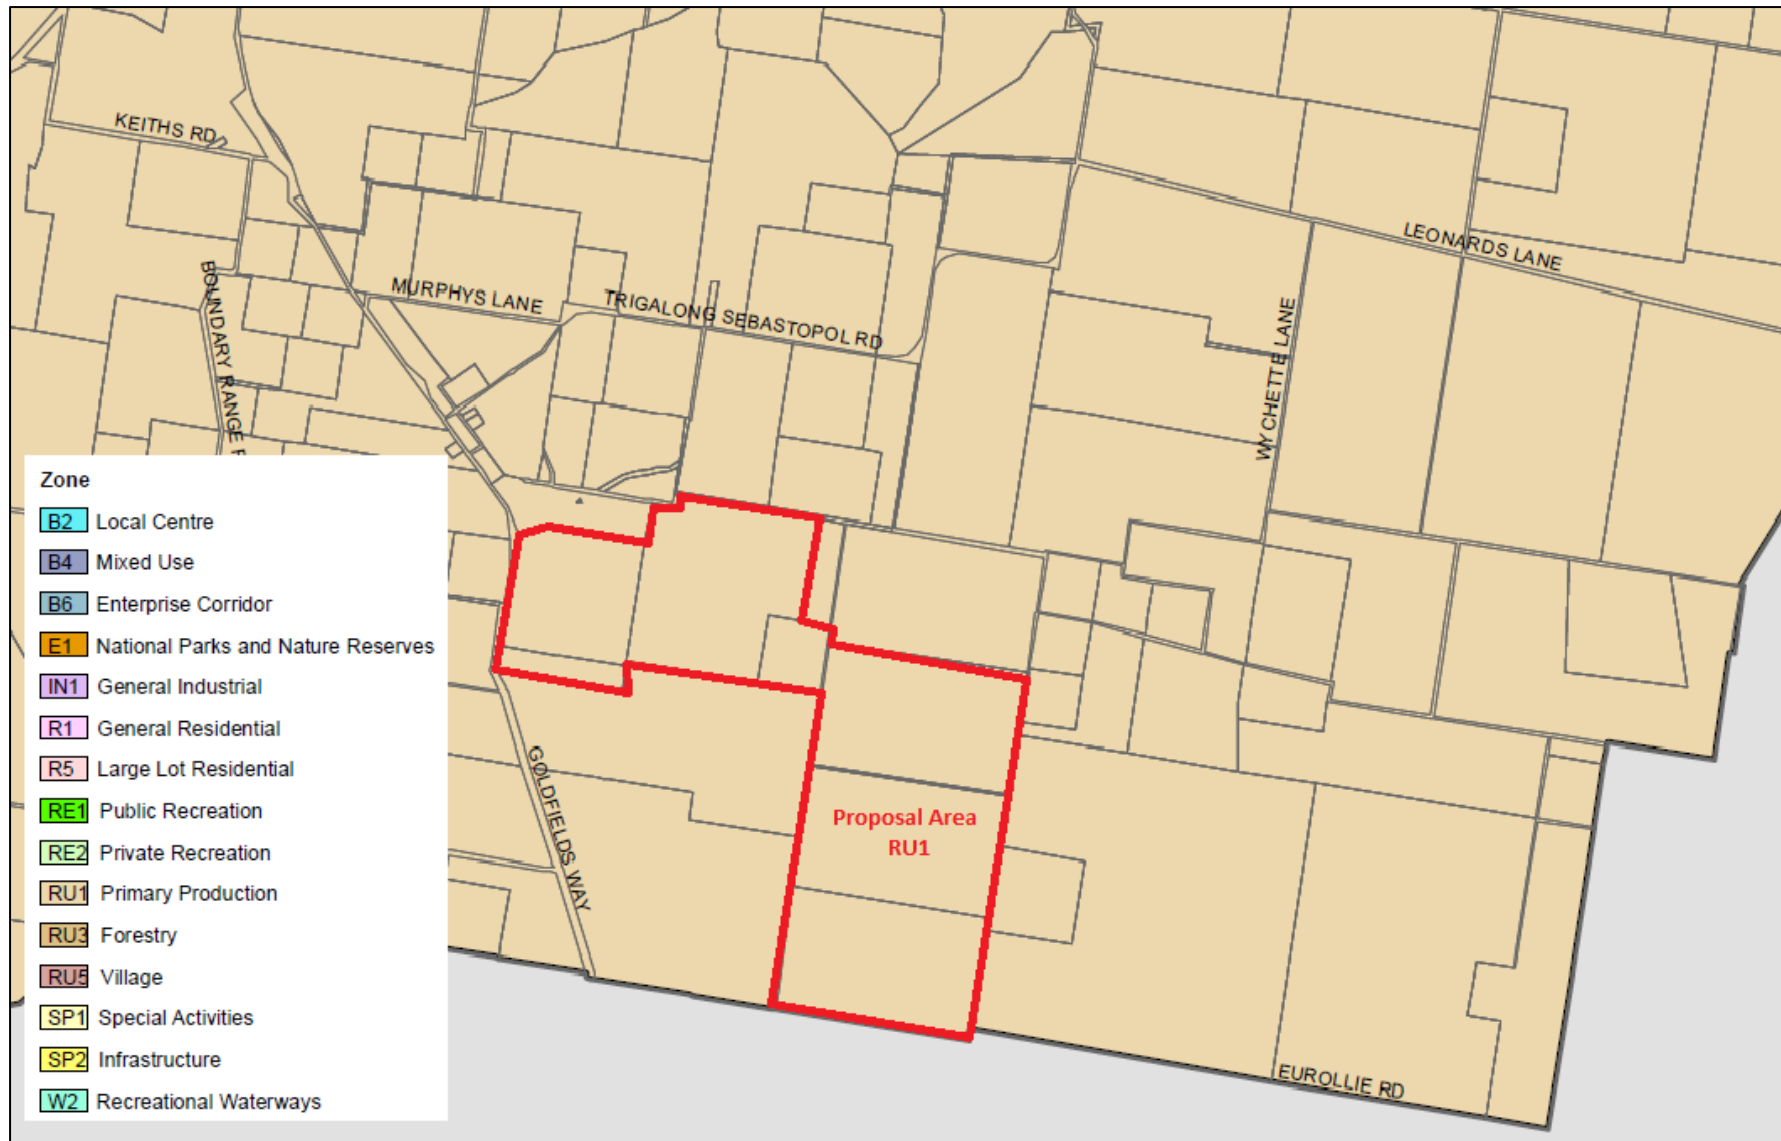 KEITHS RD
BOUNDARY RANGE R
MURPHYS LANE
TRIGALONG SEBASTOPOL RD
LEONARDS LANE
WYCHETTE LANE
GOLDFIELDS WAY
Proposal Area
RU1
EUROLLIE RD
Zone
B2 Local Centre
B4 Mixed Use
B6 Enterprise Corridor
E1 National Parks and Nature Reserves
IN1 General Industrial
R1 General Residential
R5 Large Lot Residential
RE1 Public Recreation
RE2 Private Recreation
RU1 Primary Production
RU3 Forestry
RU5 Village
SP1 Special Activities
SP2 Infrastructure
W2 Recreational Waterways